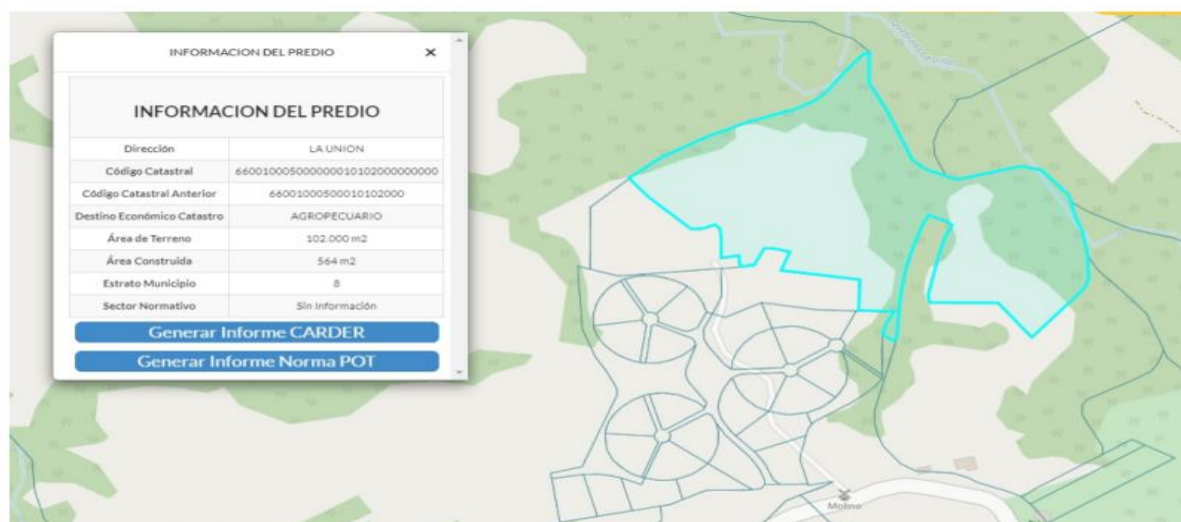 INFORMACION DEL PREDIO ×
INFORMACION DEL PREDIO
Dirección LA UNION
Código Catastral 660010005000000010102000000000
Código Catastral Anterior 66001000500010102000
Destino Económico Catastro AGROPECUARIO
Área de Terreno 102.000 m2
Área Construida 564 m2
Estrato Municipio 8
Sector Normativo Sin Información
Generar Informe CARDER
Generar Informe Norma POT
Molino